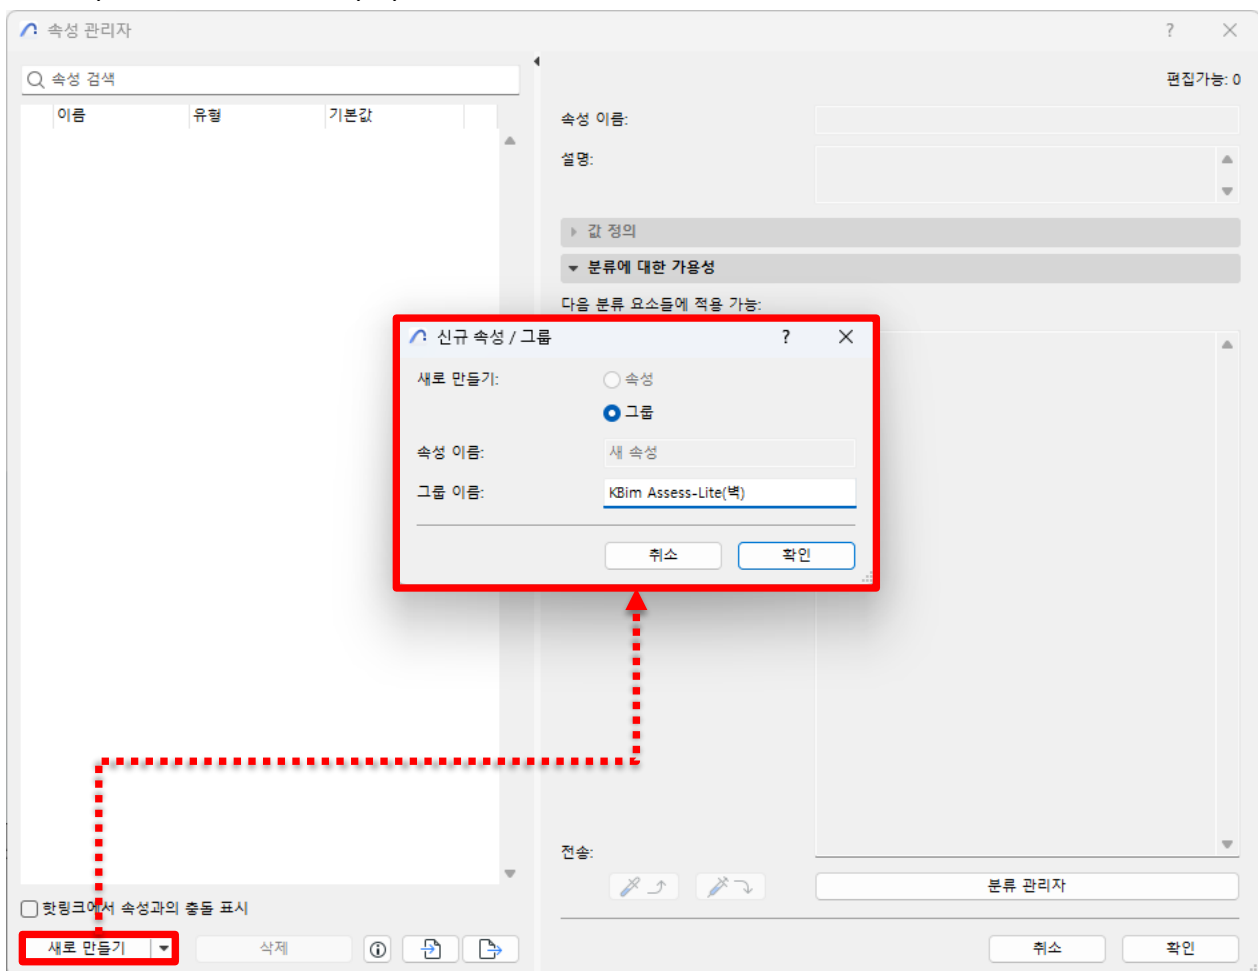 속성 관리자
?
속성 검색
편집가능: 0
이름 유형 기본값
속성 이름:
설명:
값 정의
분류에 대한 가용성
다음 분류 요소들에 적용 가능:
신규 속성 / 그룹 ?
새로 만들기: 속성
그룹
속성 이름: 새 속성
그룹 이름: KBim Assess-Lite(벽)
취소 확인
전송:
분류 관리자
핫링크에서 속성과의 충돌 표시
새로 만들기 삭제
취소 확인